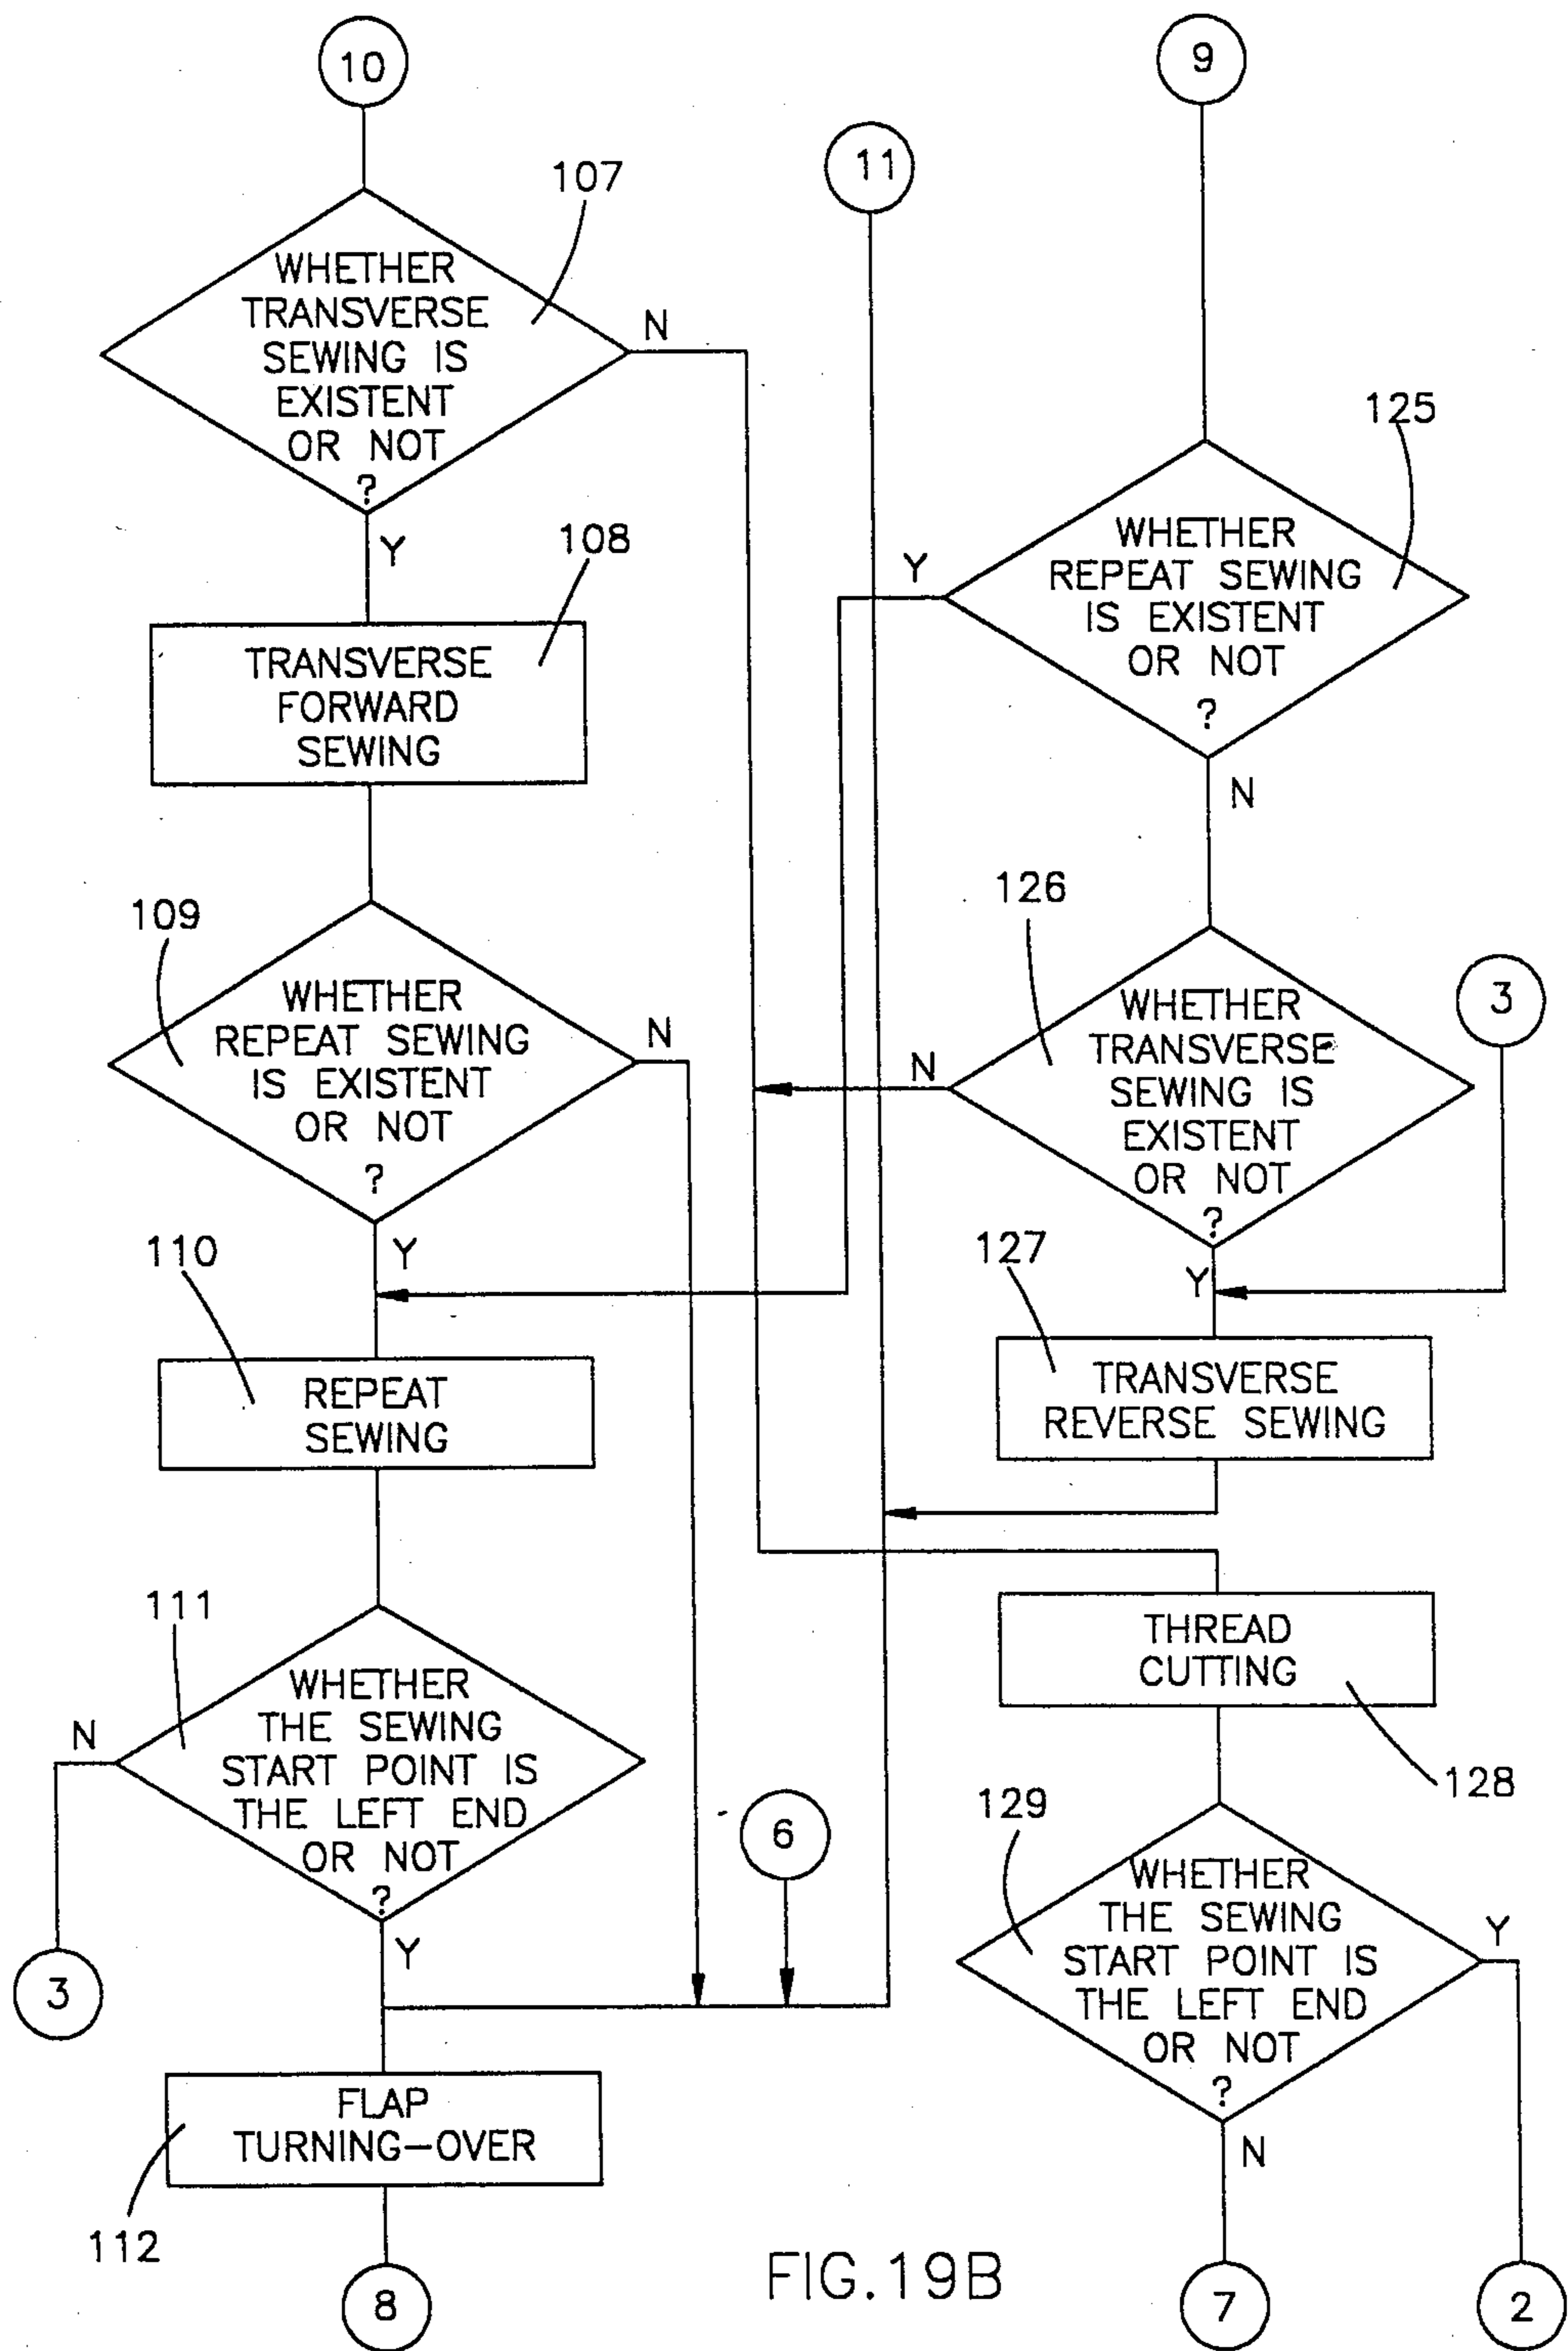 10
107
WHETHER
TRANSVERSE
SEWING IS
EXISTENT
OR NOT
?
N
Y
108
TRANSVERSE
FORWARD
SEWING
109
WHETHER
REPEAT SEWING
IS EXISTENT
OR NOT
?
N
Y
110
REPEAT
SEWING
111
WHETHER
THE SEWING
START POINT IS
THE LEFT END
OR NOT
?
N
Y
3
6
FLAP
TURNING-OVER
112
8
11
9
125
WHETHER
REPEAT SEWING
IS EXISTENT
OR NOT
?
Y
N
126
WHETHER
TRANSVERSE
SEWING IS
EXISTENT
OR NOT
?
N
Y
3
127
TRANSVERSE
REVERSE SEWING
THREAD
CUTTING
128
129
WHETHER
THE SEWING
START POINT IS
THE LEFT END
OR NOT
?
Y
N
7
2
FIG.19B